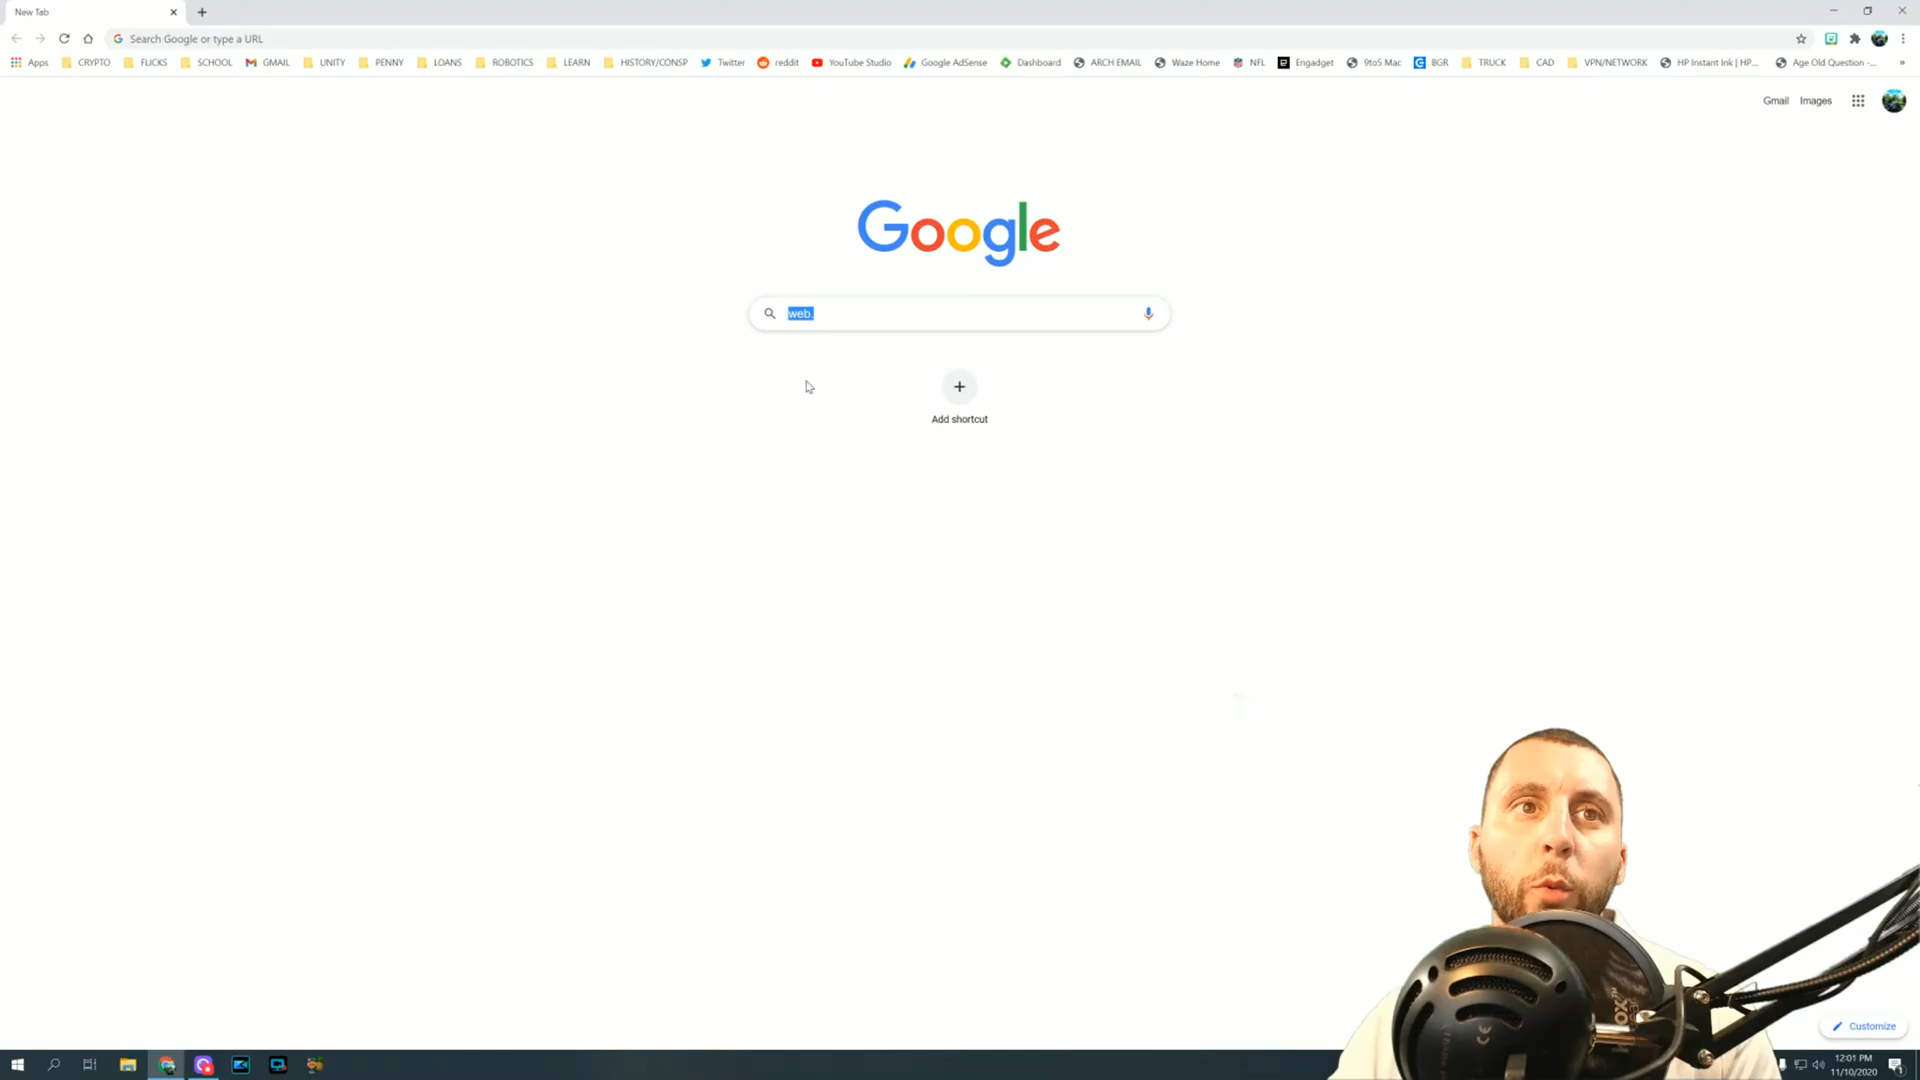 New Tab
Search Google or type a URL
Apps CRYPTO FLICKS SCHOOL GMAIL UNITY PENNY LOANS ROBOTICS LEARN HISTORY/CONSP Twitter reddit YouTube Studio Google AdSense Dashboard ARCH EMAIL Waze Home NFL Engadget 9to5 Mac BGR TRUCK CAD VPN/NETWORK HP Instant Ink | HP... Age Old Question -... »
Gmail Images
Google
web.
Add shortcut
Customize
12:01 PM
11/10/2020